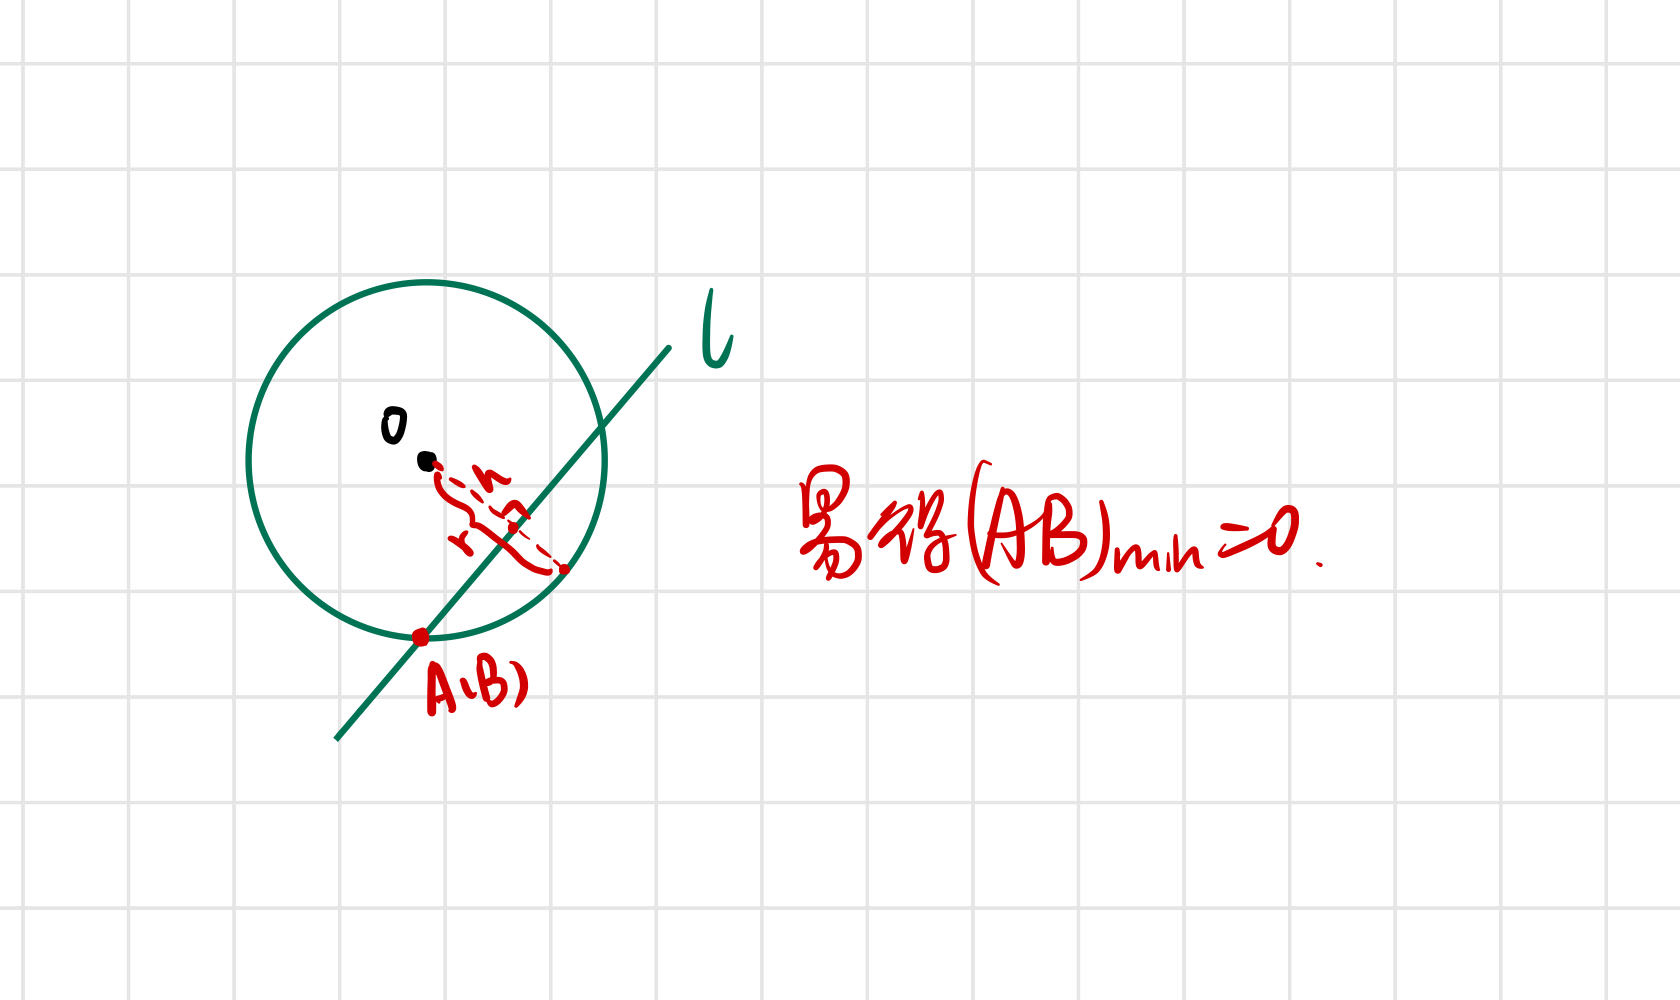 l
O
h
r
易得(AB)min=0.
A(B)